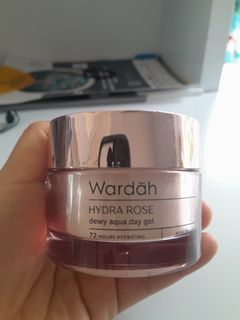 Wardah
HYDRA ROSE
dewy aqua day gel
72 HOURS HYDRATING